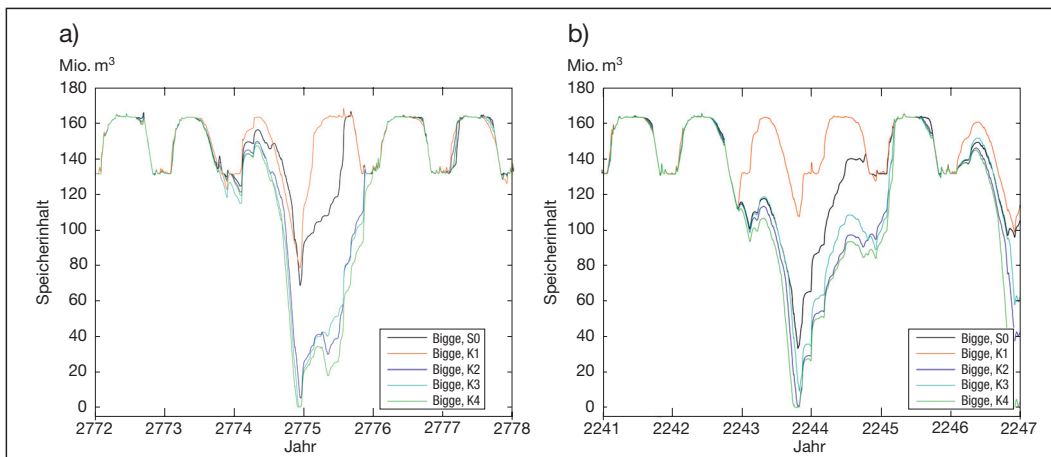 a)
Mio. m³
Speicherinhalt
180
160
140
120
100
80
60
40
20
0
Bigge, S0
Bigge, K1
Bigge, K2
Bigge, K3
Bigge, K4
2772 2773 2774 2775 2776 2777 2778
Jahr
b)
Mio. m³
Speicherinhalt
180
160
140
120
100
80
60
40
20
0
Bigge, S0
Bigge, K1
Bigge, K2
Bigge, K3
Bigge, K4
2241 2242 2243 2244 2245 2246 2247
Jahr